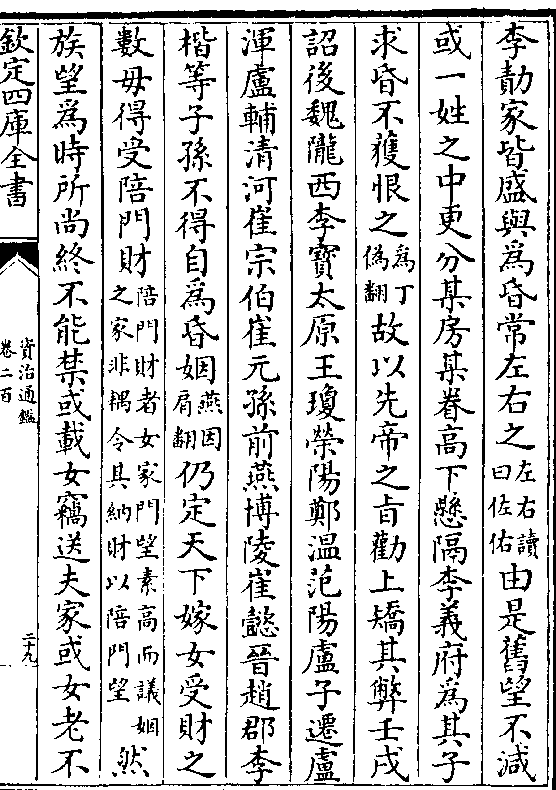 李勣家皆盛與爲昏常左右之左右讀曰佐佑由是舊望不減
或一姓之中更分某房某眷高下懸隔李義府爲其子
求昏不獲恨之爲丁僞翻故以先帝之㫖勸上矯其弊壬戌
詔後魏隴西李寶太原王瓊榮陽鄭温范陽盧子遷盧
渾盧輔清河崔宗伯崔元孫前燕博陵崔懿晉趙郡李
楷等子孫不得自爲昏姻燕因肩翻仍定天下嫁女受財之
數毋得受陪門財陪門財者女家門望素高而議姻之家非耦令其納財以陪門望然
族望爲時所尚終不能禁或載女竊送夫家或女老不
欽定四庫全書
資治通鑑
卷二百
二十九